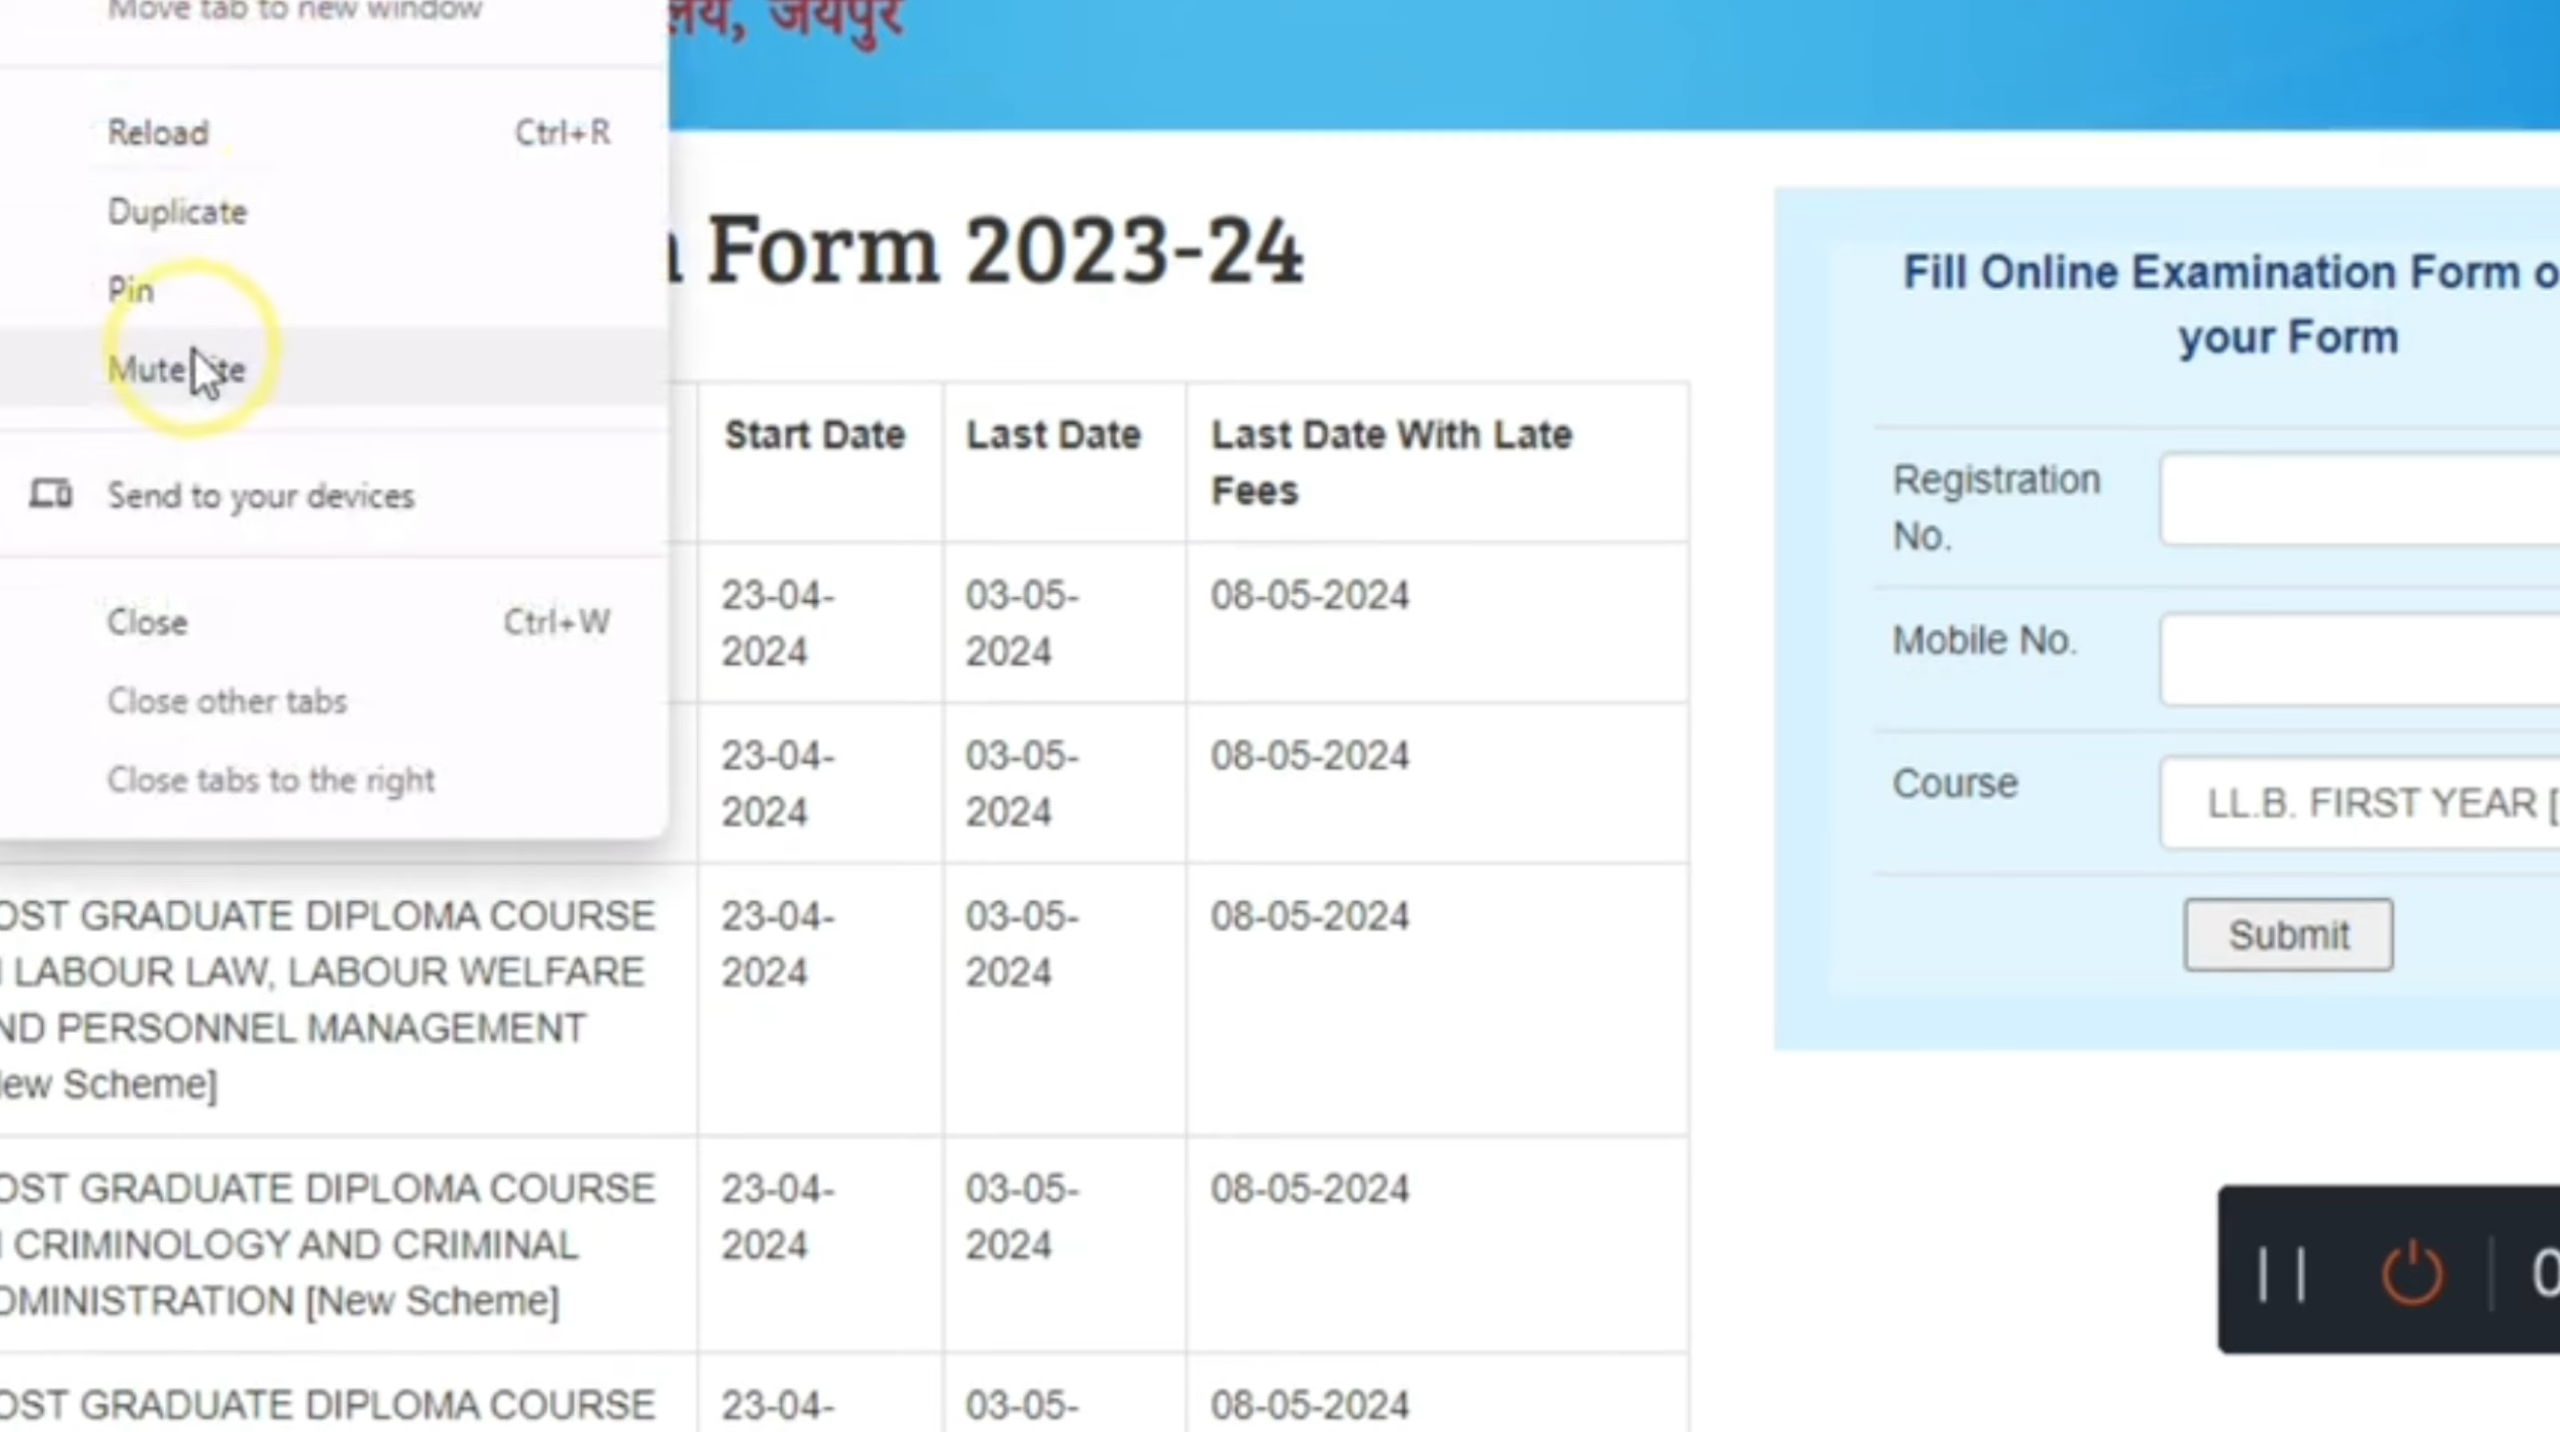 Move tab to new window
जयपुर
Reload Ctrl+R
Duplicate
Form 2023-24
Fill Online Examination Form
your Form
Pin
Mute
Start Date Last Date Last Date With Late
Fees
Registration
No.
Send to your devices
23-04- 03-05- 08-05-2024
2024 2024
Close Ctrl+W
Mobile No.
Close other tabs
23-04- 03-05- 08-05-2024
2024 2024
Close tabs to the right
Course LL.B. FIRST YEAR [
OST GRADUATE DIPLOMA COURSE 23-04- 03-05- 08-05-2024
LABOUR LAW, LABOUR WELFARE 2024 2024
ND PERSONNEL MANAGEMENT
ew Scheme]
Submit
OST GRADUATE DIPLOMA COURSE 23-04- 03-05- 08-05-2024
CRIMINOLOGY AND CRIMINAL 2024 2024
DMINISTRATION [New Scheme]
OST GRADUATE DIPLOMA COURSE 23-04- 03-05- 08-05-2024